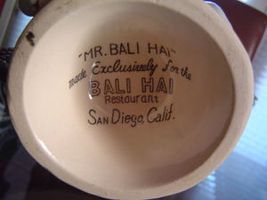 "MR. BALI HAI"
made Exclusively for the
BALI HAI
Restaurant
SAN Diego, Calif.